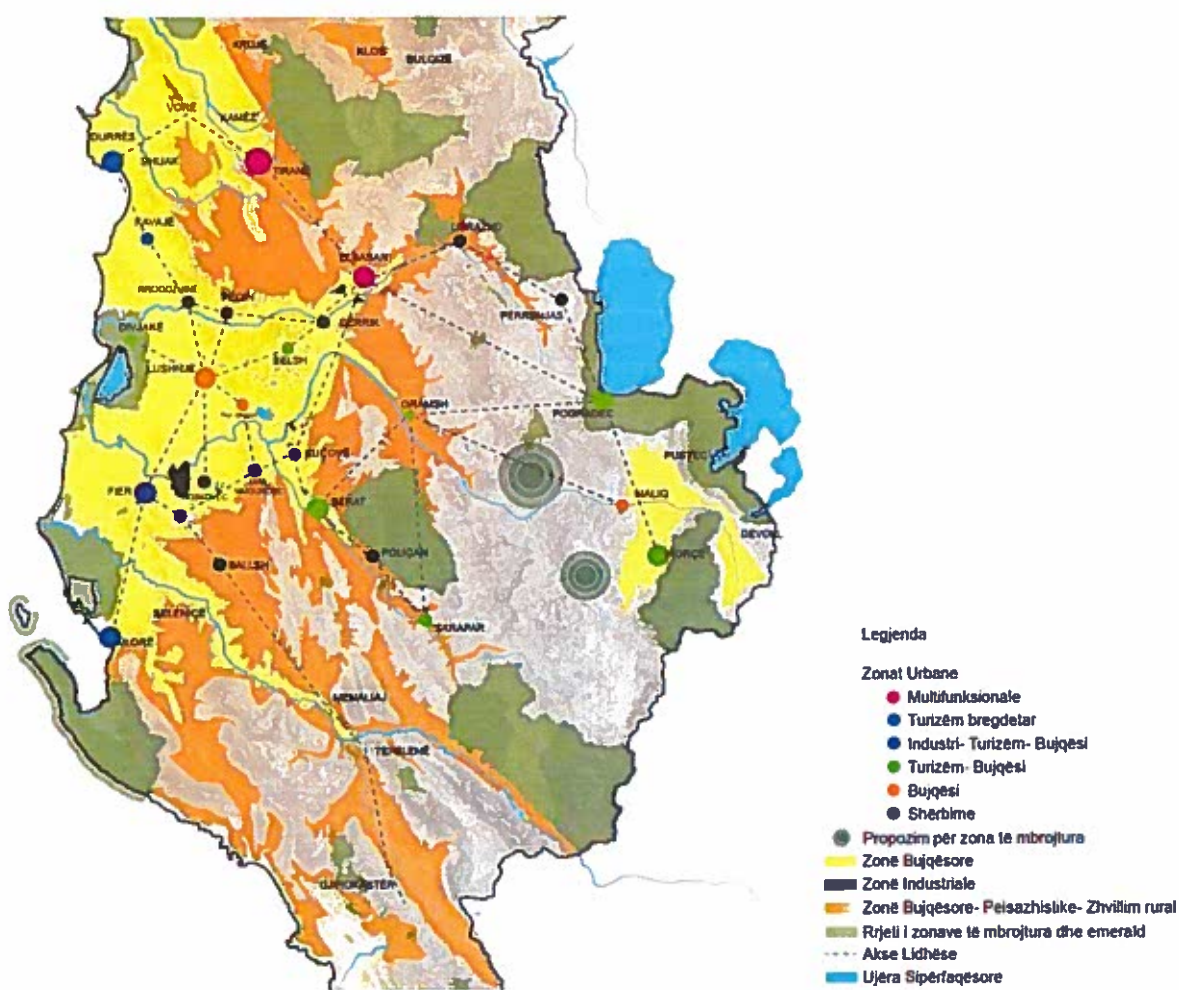 KRUJË
KLOS
BULQIZË
VORË
KAMËZ
DURRËS
SHIJAK
TIRANË
KAVAJË
LIBRAZHD
ELBASAN
RROGOZHINË
PEQIN
CËRRIK
PËRRENJAS
DIVJAKË
BELSH
LUSHNJE
GRAMSH
POGRADEC
KUÇOVË
PUSTEC
FIER
BERAT
MALIQ
DEVOLL
KORÇË
POLIÇAN
BALLSH
SELENICË
SKRAPAR
VLORË
MEMALIAJ
TEPELENË
GJIROKASTËR
Legjenda
Zonat Urbane
Multifunksionale
Turizëm bregdetar
Industri- Turizëm- Bujqësi
Turizëm- Bujqësi
Bujqësi
Shërbime
Propozim për zona të mbrojtura
Zonë Bujqësore
Zonë Industriale
Zonë Bujqësore- Peisazhistike- Zhvillim rural
Rrjeti i zonave të mbrojtura dhe emerald
Akse Lidhëse
Ujëra Sipërfaqësore